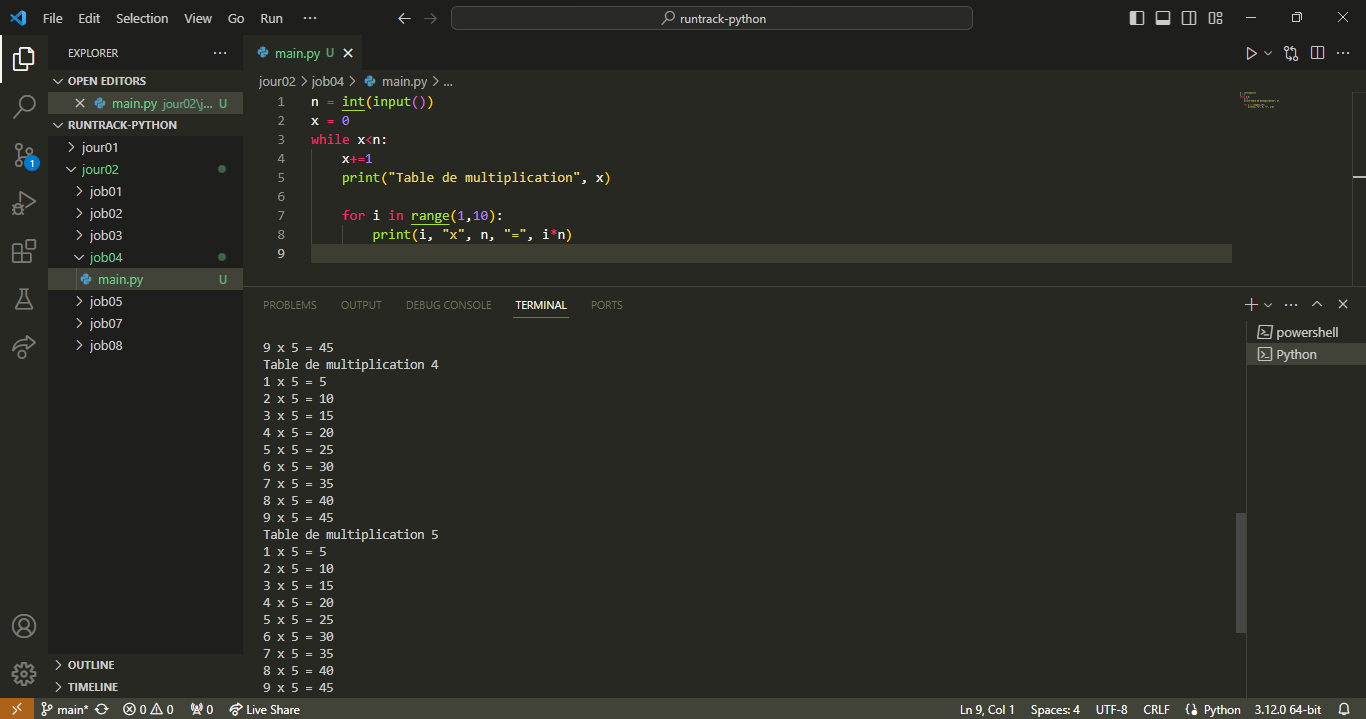 File Edit Selection View Go Run ··· runtrack-python
EXPLORER ···
OPEN EDITORS
main.py jour02\j... U
RUNTRACK-PYTHON
jour01
jour02
job01
job02
job03
job04
main.py U
job05
job07
job08
OUTLINE
TIMELINE
main.py U
jour02 > job04 > main.py > ...
1 n = int(input())
2 x = 0
3 while x<n:
4 x+=1
5 print("Table de multiplication", x)
6
7 for i in range(1,10):
8 print(i, "x", n, "=", i*n)
9
PROBLEMS OUTPUT DEBUG CONSOLE TERMINAL PORTS
9 x 5 = 45
Table de multiplication 4
1 x 5 = 5
2 x 5 = 10
3 x 5 = 15
4 x 5 = 20
5 x 5 = 25
6 x 5 = 30
7 x 5 = 35
8 x 5 = 40
9 x 5 = 45
Table de multiplication 5
1 x 5 = 5
2 x 5 = 10
3 x 5 = 15
4 x 5 = 20
5 x 5 = 25
6 x 5 = 30
7 x 5 = 35
8 x 5 = 40
9 x 5 = 45
powershell
Python
1
main* 0 0 0 Live Share Ln 9, Col 1 Spaces: 4 UTF-8 CRLF Python 3.12.0 64-bit